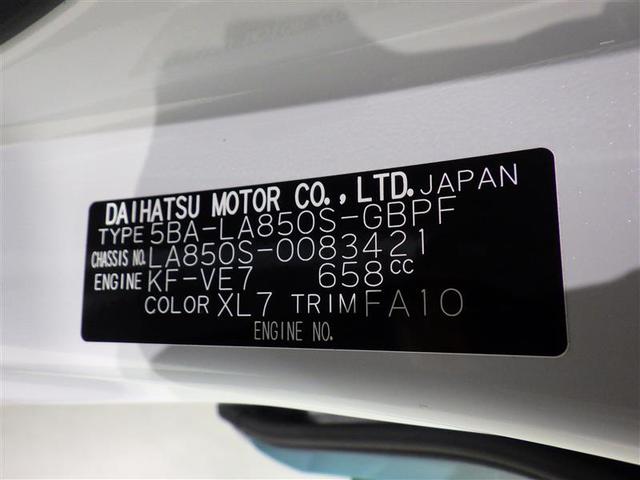 DAIHATSU MOTOR CO.,LTD. JAPAN
TYPE 5BA-LA850S-GBPF
CHASSIS NO. LA850S-0083421
ENGINE KF-VE7 658CC
COLOR XL7 TRIM FA10
ENGINE NO.